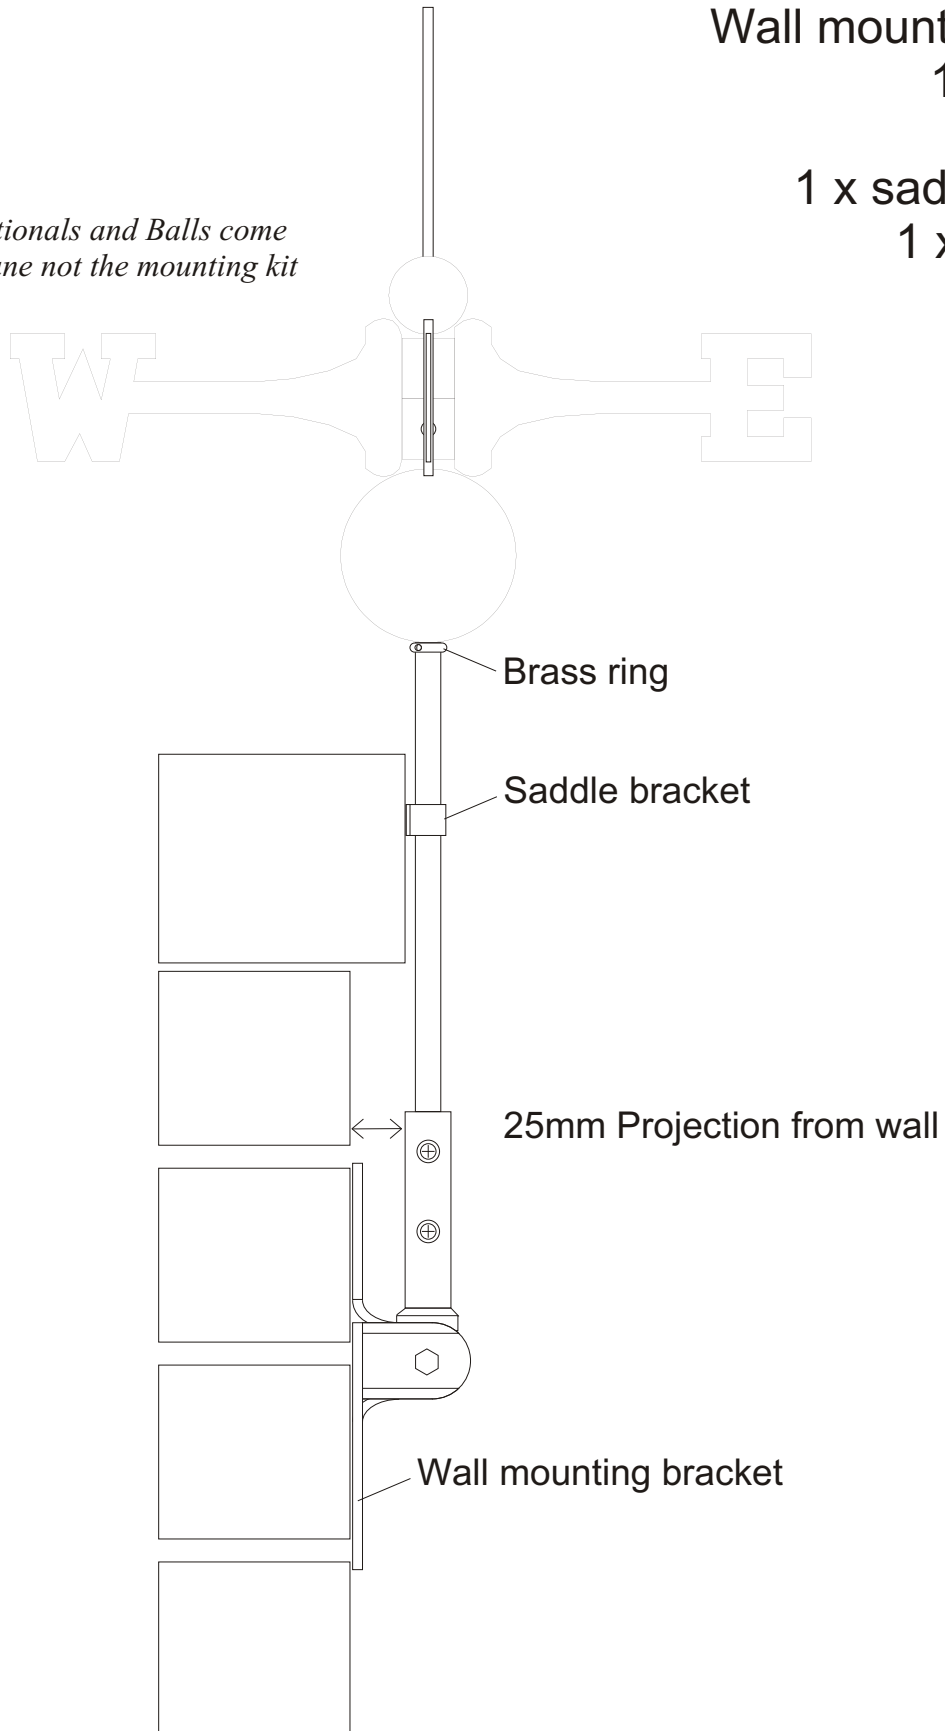 Wall mount
1
1 x sad
1 x
tionals and Balls come
ane not the mounting kit
W
E
Brass ring
Saddle bracket
25mm Projection from wall
Wall mounting bracket